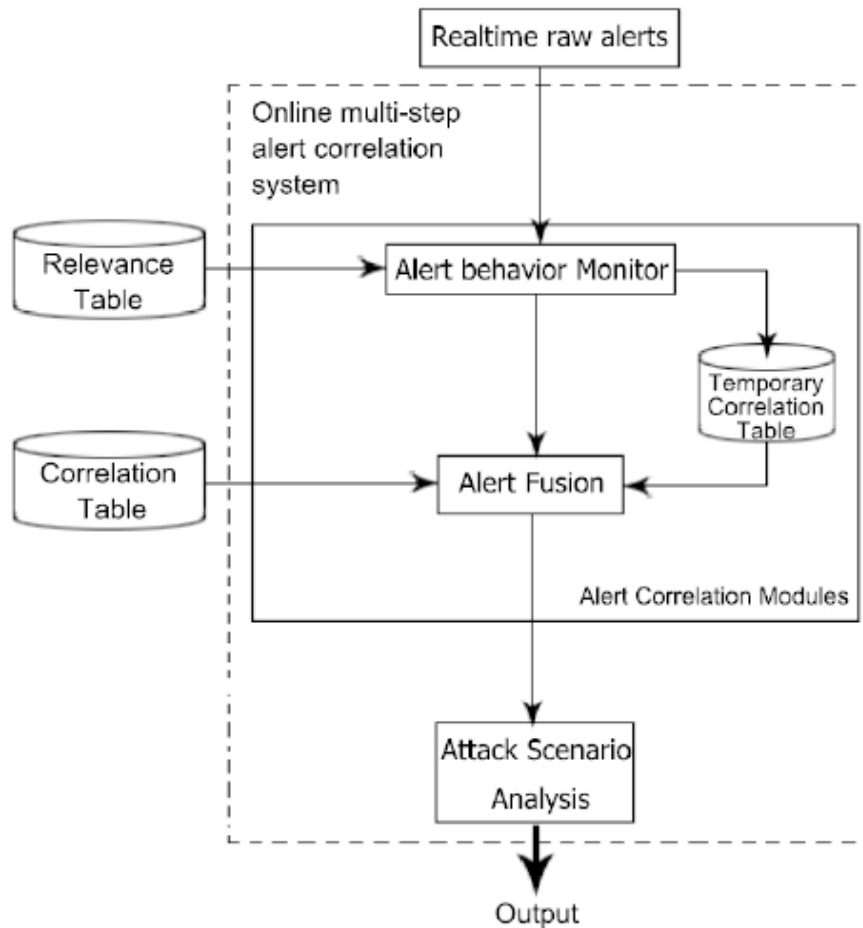 Realtime raw alerts
Online multi-step
alert correlation
system
Relevance
Table
Alert behavior Monitor
Temporary
Correlation
Table
Correlation
Table
Alert Fusion
Alert Correlation Modules
Attack Scenario
Analysis
Output